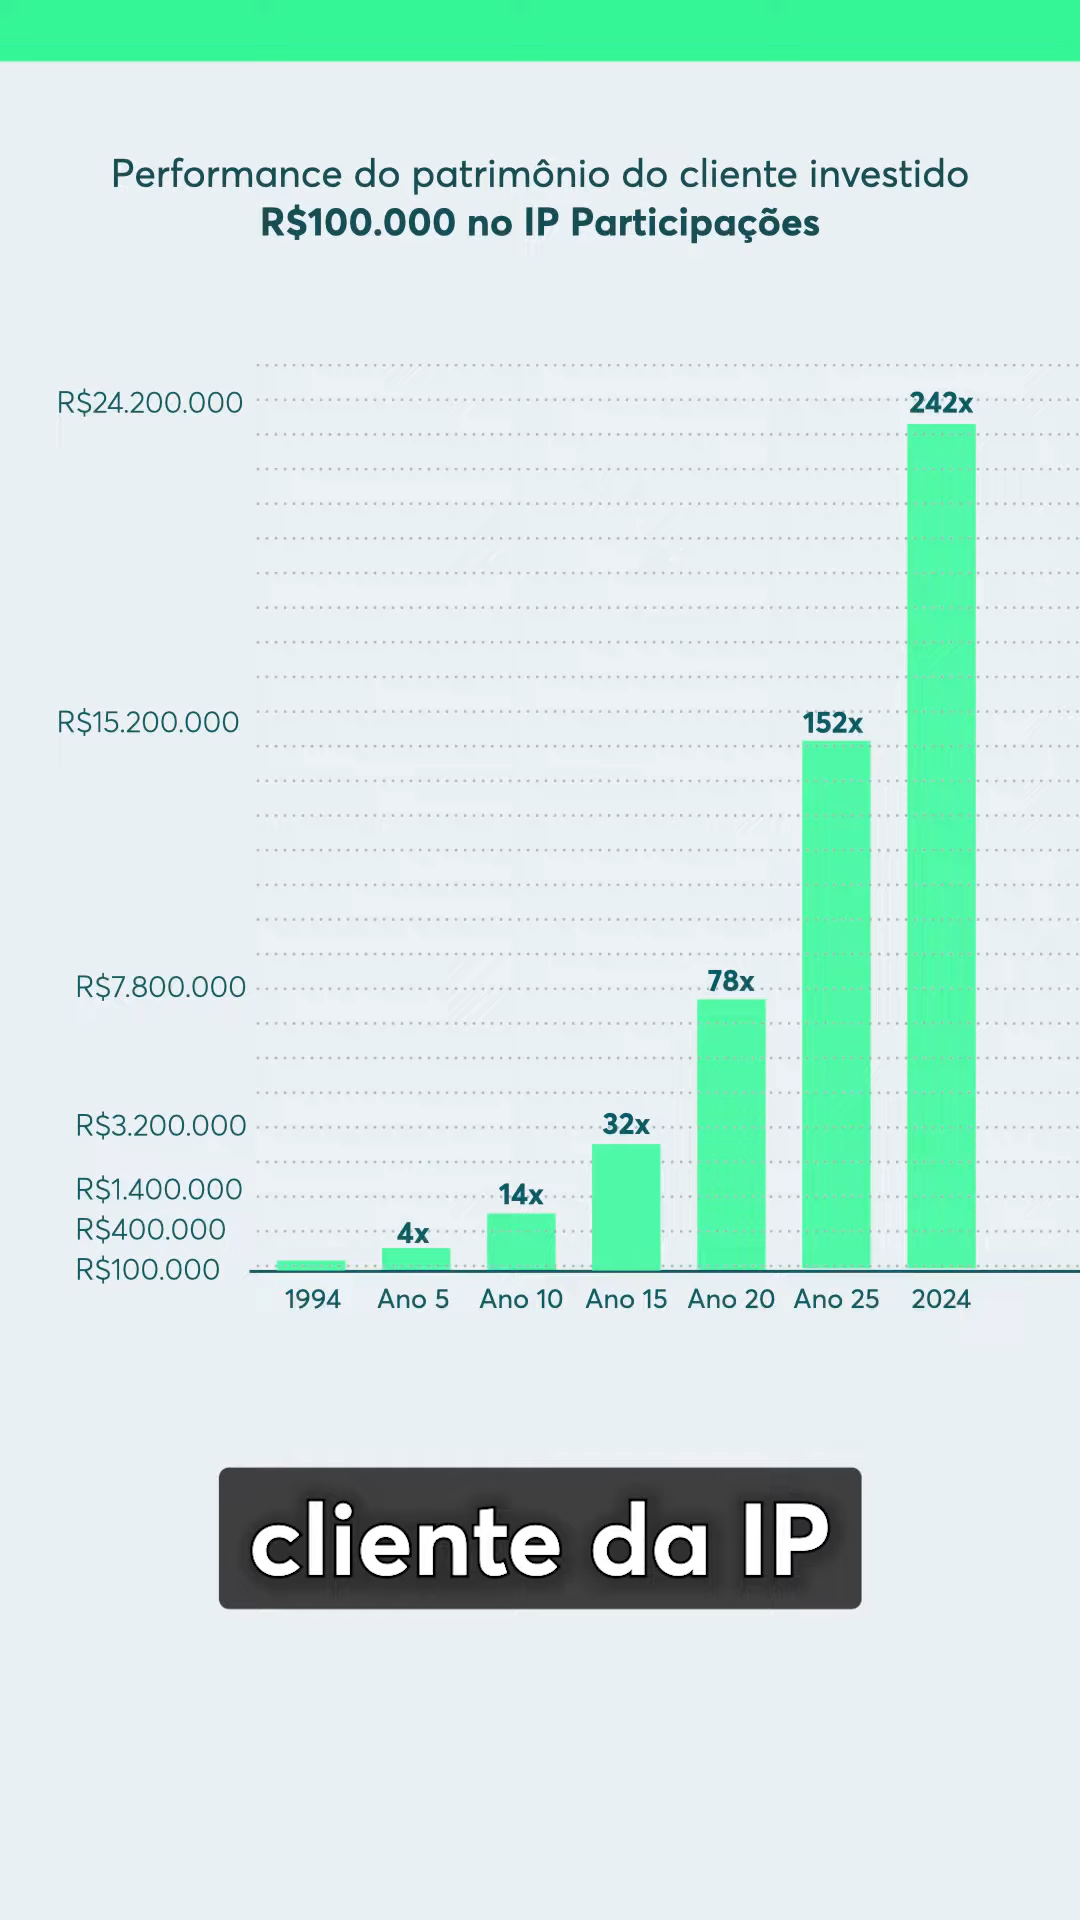 Performance do patrimônio do cliente investido
R$100.000 no IP Participações
R$24.200.000
242x
R$15.200.000
152x
R$7.800.000
78x
R$3.200.000
32x
R$1.400.000
14x
R$400.000
4x
R$100.000
1994 Ano 5 Ano 10 Ano 15 Ano 20 Ano 25 2024
cliente da IP